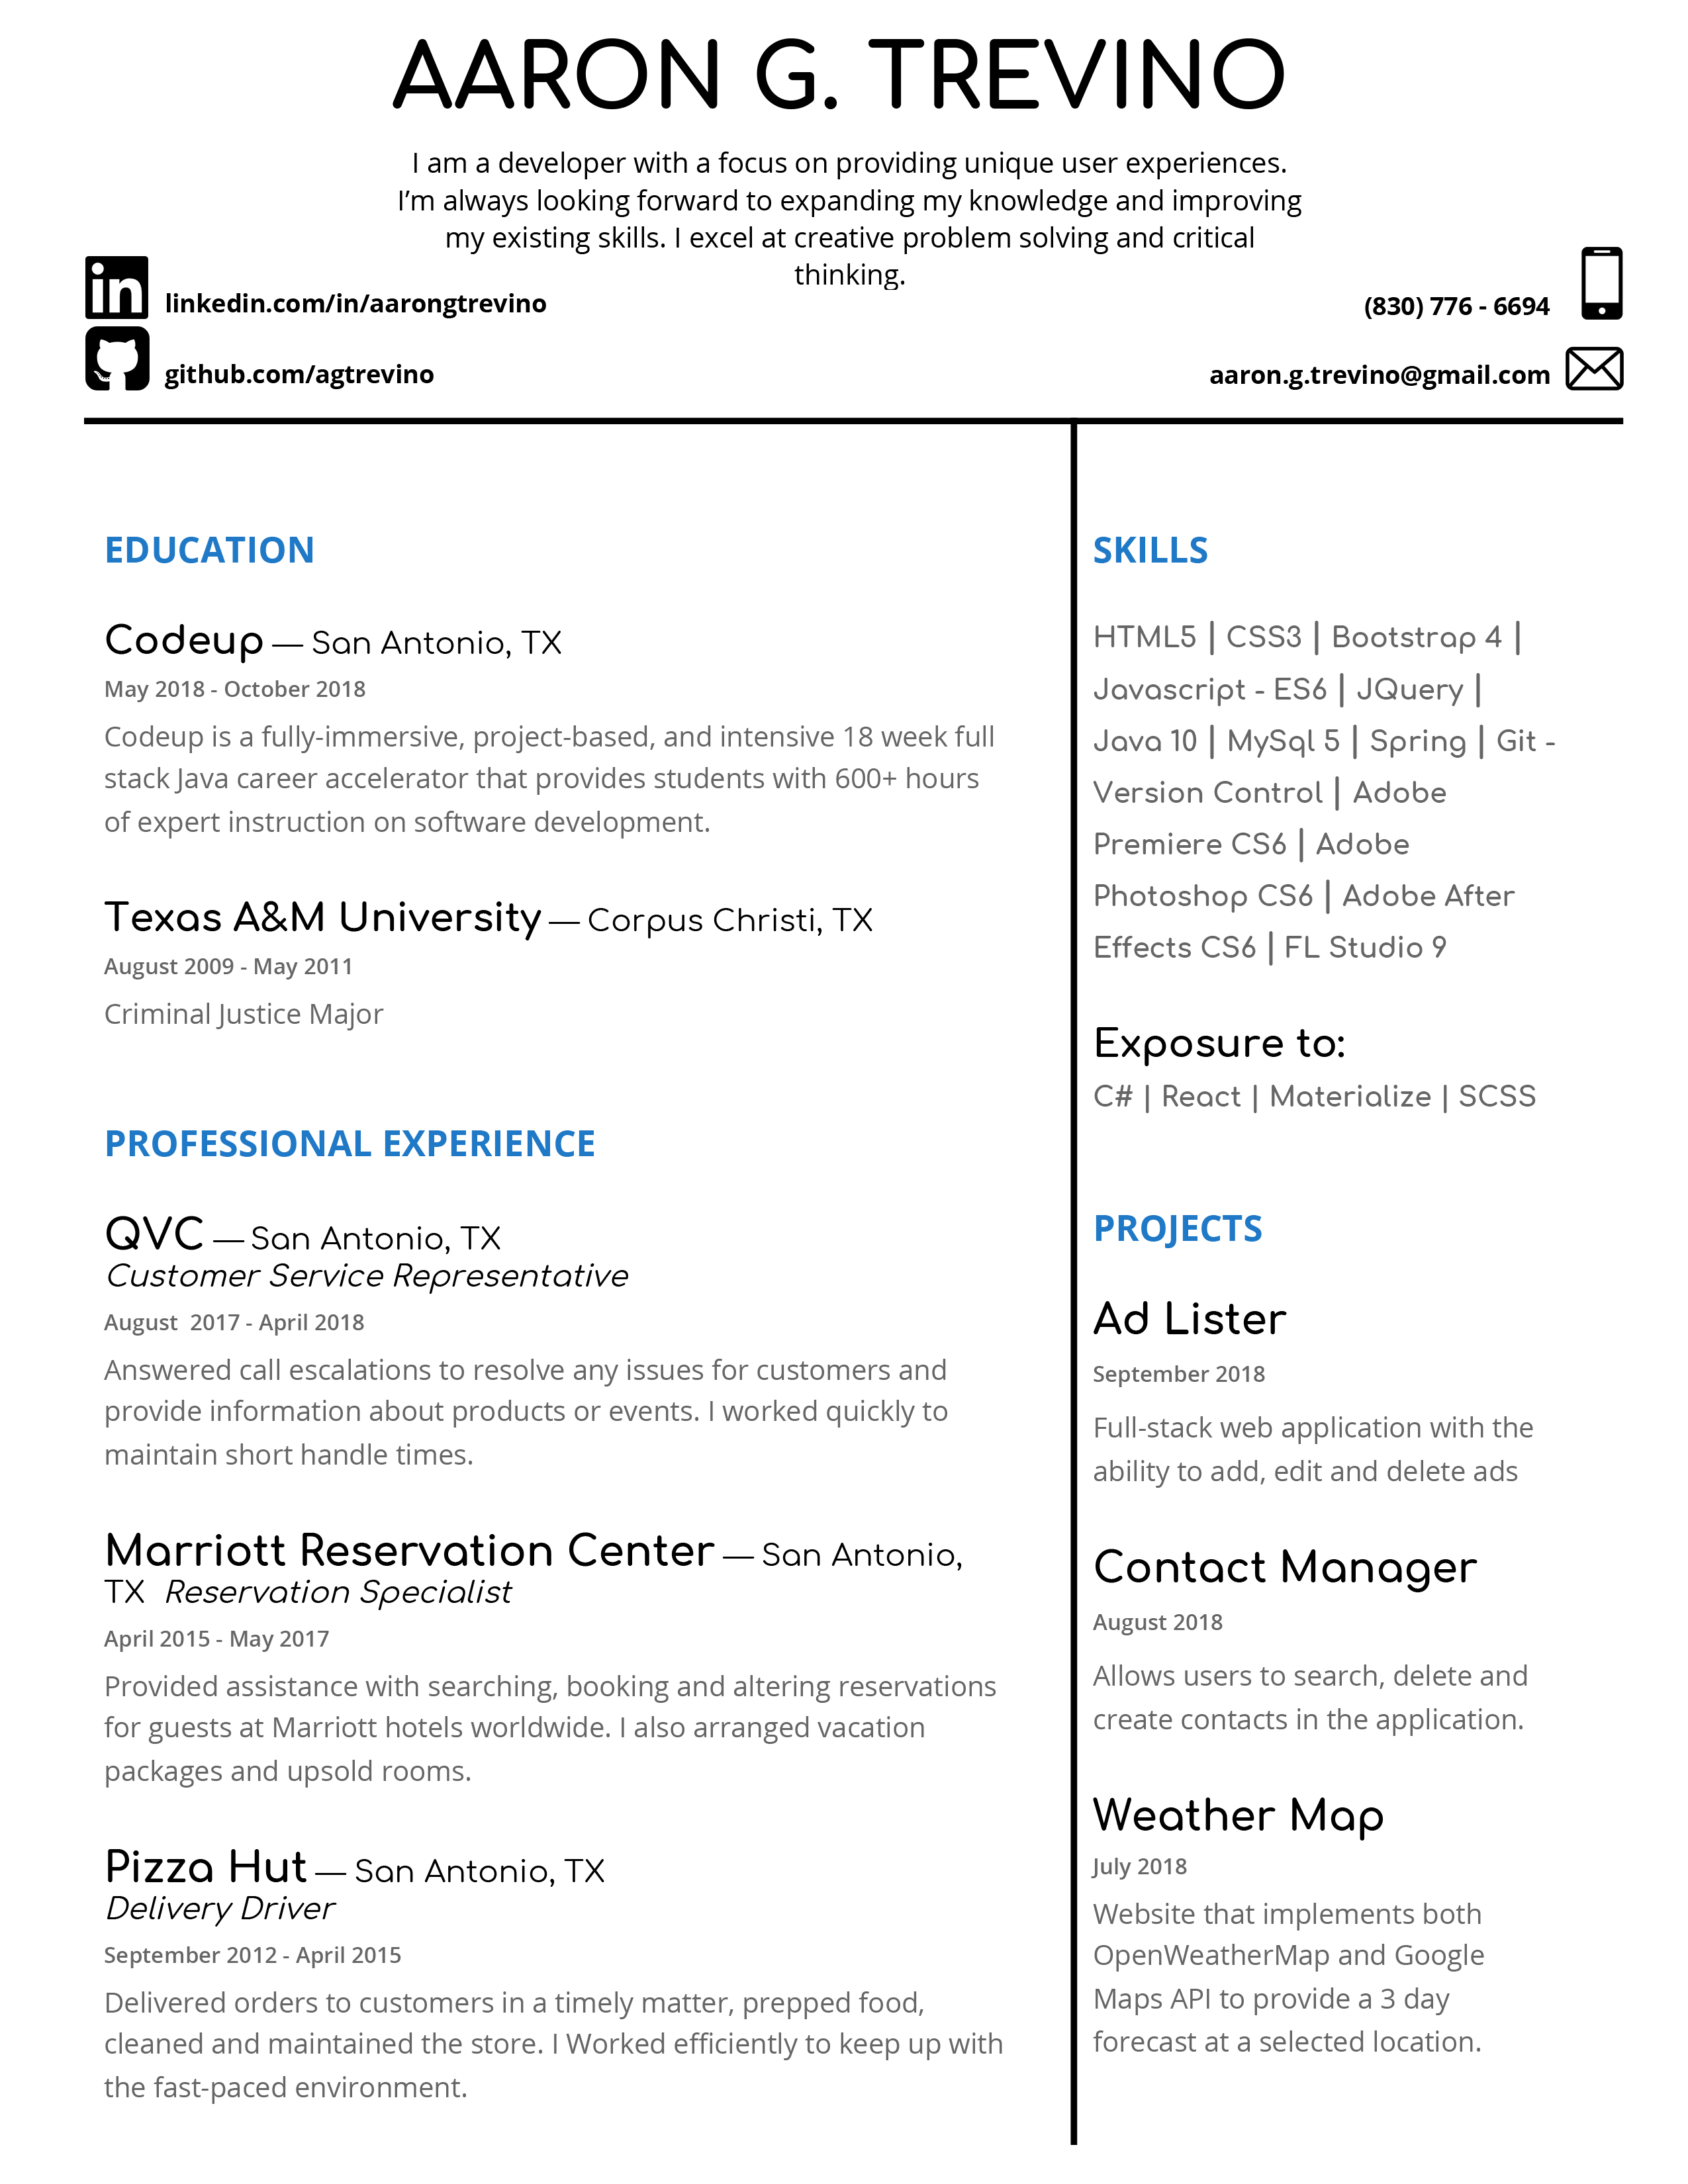 AARON G. TREVINO
I am a developer with a focus on providing unique user experiences.
I’m always looking forward to expanding my knowledge and improving
my existing skills. I excel at creative problem solving and critical
thinking.
in
linkedin.com/in/aarongtrevino
(830) 776 - 6694
github.com/agtrevino
aaron.g.trevino@gmail.com
EDUCATION
Codeup — San Antonio, TX
May 2018 - October 2018
Codeup is a fully-immersive, project-based, and intensive 18 week full
stack Java career accelerator that provides students with 600+ hours
of expert instruction on software development.
Texas A&M University — Corpus Christi, TX
August 2009 - May 2011
Criminal Justice Major
PROFESSIONAL EXPERIENCE
QVC — San Antonio, TX
Customer Service Representative
August  2017 - April 2018
Answered call escalations to resolve any issues for customers and
provide information about products or events. I worked quickly to
maintain short handle times.
Marriott Reservation Center — San Antonio,
TX  Reservation Specialist
April 2015 - May 2017
Provided assistance with searching, booking and altering reservations
for guests at Marriott hotels worldwide. I also arranged vacation
packages and upsold rooms.
Pizza Hut — San Antonio, TX
Delivery Driver
September 2012 - April 2015
Delivered orders to customers in a timely matter, prepped food,
cleaned and maintained the store. I Worked efficiently to keep up with
the fast-paced environment.
SKILLS
HTML5 | CSS3 | Bootstrap 4 |
Javascript - ES6 | JQuery |
Java 10 | MySql 5 | Spring | Git -
Version Control | Adobe
Premiere CS6 | Adobe
Photoshop CS6 | Adobe After
Effects CS6 | FL Studio 9
Exposure to:
C# | React | Materialize | SCSS
PROJECTS
Ad Lister
September 2018
Full-stack web application with the
ability to add, edit and delete ads
Contact Manager
August 2018
Allows users to search, delete and
create contacts in the application.
Weather Map
July 2018
Website that implements both
OpenWeatherMap and Google
Maps API to provide a 3 day
forecast at a selected location.